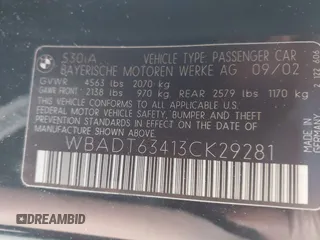 530iA VEHICLE TYPE PASSENGER CAR
BAYERISCHE MOTOREN WERKE AG 09/02
GVWR 4563 lbs 2070 kg
GAWR FRONT 2138 lbs 970 kg REAR 2579 lbs 1170 kg
THIS VEHICLE CONFORMS TO ALL APPLICABLE
FEDERAL MOTOR VEHICLE SAFETY, BUMPER, AND
THEFT PREVENTION STANDARDS IN EFFECT ON
THE DATE OF MANUFACTURE SHOWN ABOVE.
WBADT63413CK29281
DREAMBID